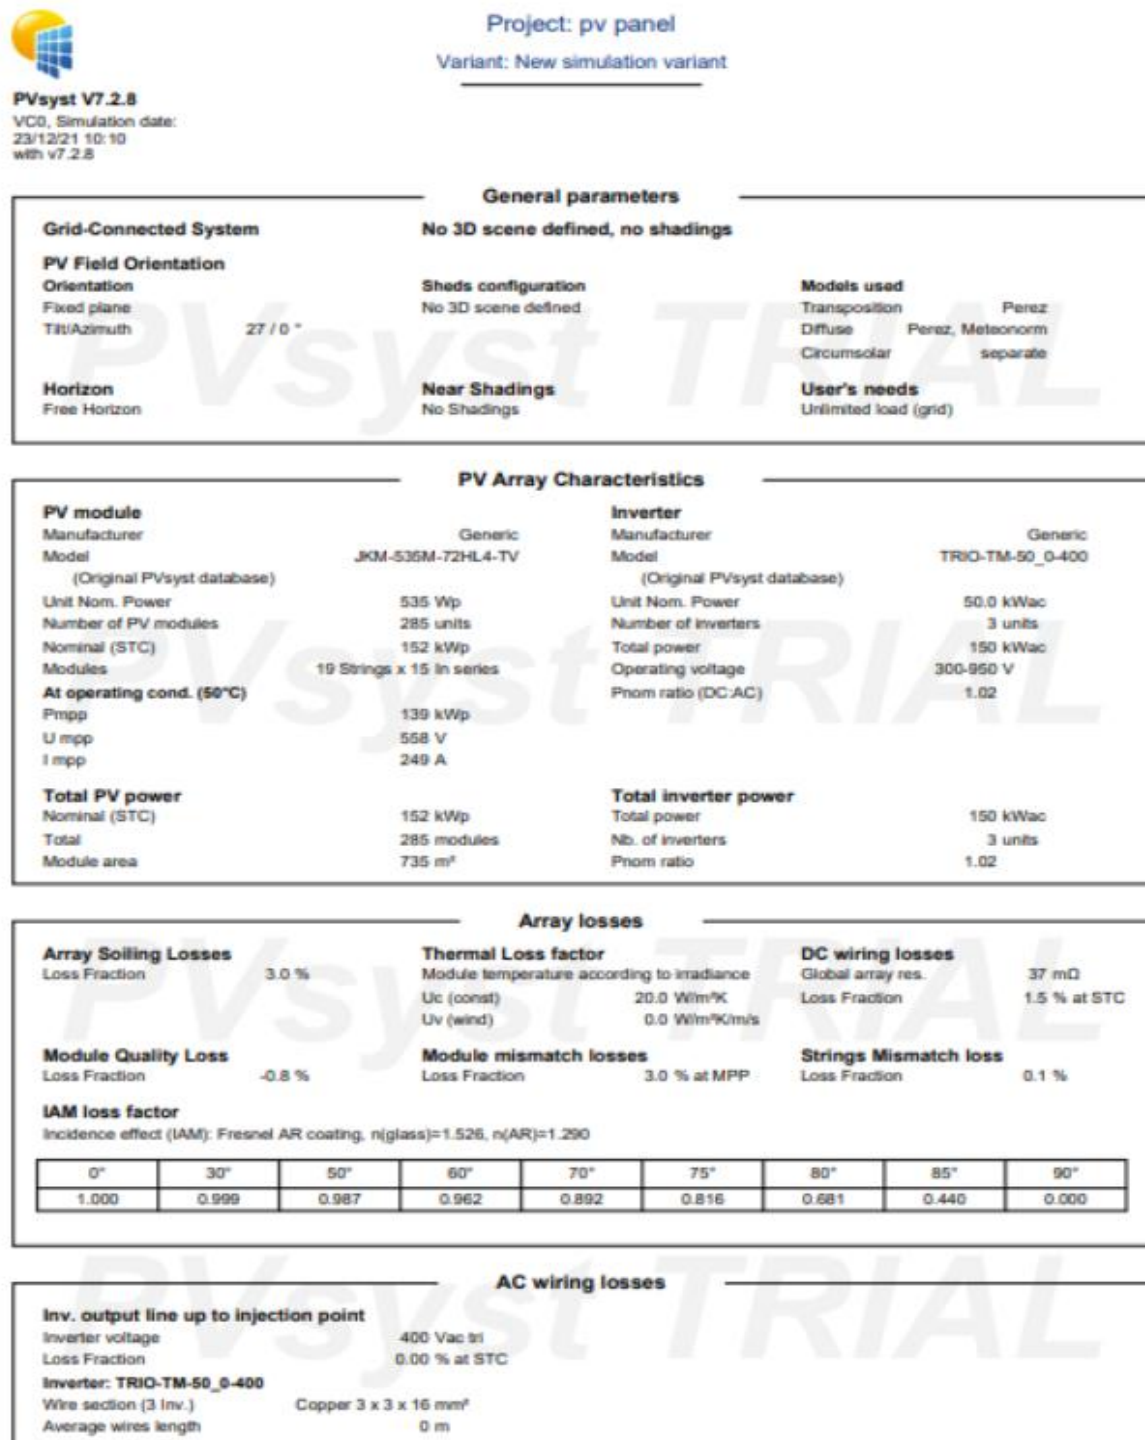 Project: pv panel
Variant: New simulation variant
PVsyst V7.2.8
VC0, Simulation date:
23/12/21 10:10
with v7.2.8
General parameters
Grid-Connected System No 3D scene defined, no shadings
PV Field Orientation
Orientation Sheds configuration Models used
Fixed plane No 3D scene defined Transposition Perez
Tilt/Azimuth 27 / 0 ° Diffuse Perez, Meteonorm
Circumsolar separate
Horizon Near Shadings User's needs
Free Horizon No Shadings Unlimited load (grid)
PVsyst TRIAL
PV Array Characteristics
PV module Inverter
Manufacturer Generic Manufacturer Generic
Model JKM-535M-72HL4-TV Model TRIO-TM-50_0-400
(Original PVsyst database) (Original PVsyst database)
Unit Nom. Power 535 Wp Unit Nom. Power 50.0 kWac
Number of PV modules 285 units Number of inverters 3 units
Nominal (STC) 152 kWp Total power 150 kWac
Modules 19 Strings x 15 In series Operating voltage 300-950 V
At operating cond. (50°C) Pnom ratio (DC:AC) 1.02
Pmpp 139 kWp
U mpp 558 V
I mpp 249 A
PVsyst TRIAL
Total PV power Total inverter power
Nominal (STC) 152 kWp Total power 150 kWac
Total 285 modules Nb. of inverters 3 units
Module area 735 m² Pnom ratio 1.02
Array losses
Array Soiling Losses Thermal Loss factor DC wiring losses
Loss Fraction 3.0 % Module temperature according to irradiance Global array res. 37 mΩ
Uc (const) 20.0 W/m²K Loss Fraction 1.5 % at STC
Uv (wind) 0.0 W/m²K/m/s
PVsyst TRIAL
Module Quality Loss Module mismatch losses Strings Mismatch loss
Loss Fraction -0.8 % Loss Fraction 3.0 % at MPP Loss Fraction 0.1 %
IAM loss factor
Incidence effect (IAM): Fresnel AR coating, n(glass)=1.526, n(AR)=1.290
0° 30° 50° 60° 70° 75° 80° 85° 90°
1.000 0.999 0.987 0.962 0.892 0.816 0.681 0.440 0.000
AC wiring losses
Inv. output line up to injection point
Inverter voltage 400 Vac tri
Loss Fraction 0.00 % at STC
Inverter: TRIO-TM-50_0-400
Wire section (3 Inv.) Copper 3 x 3 x 16 mm²
Average wires length 0 m
PVsyst TRIAL